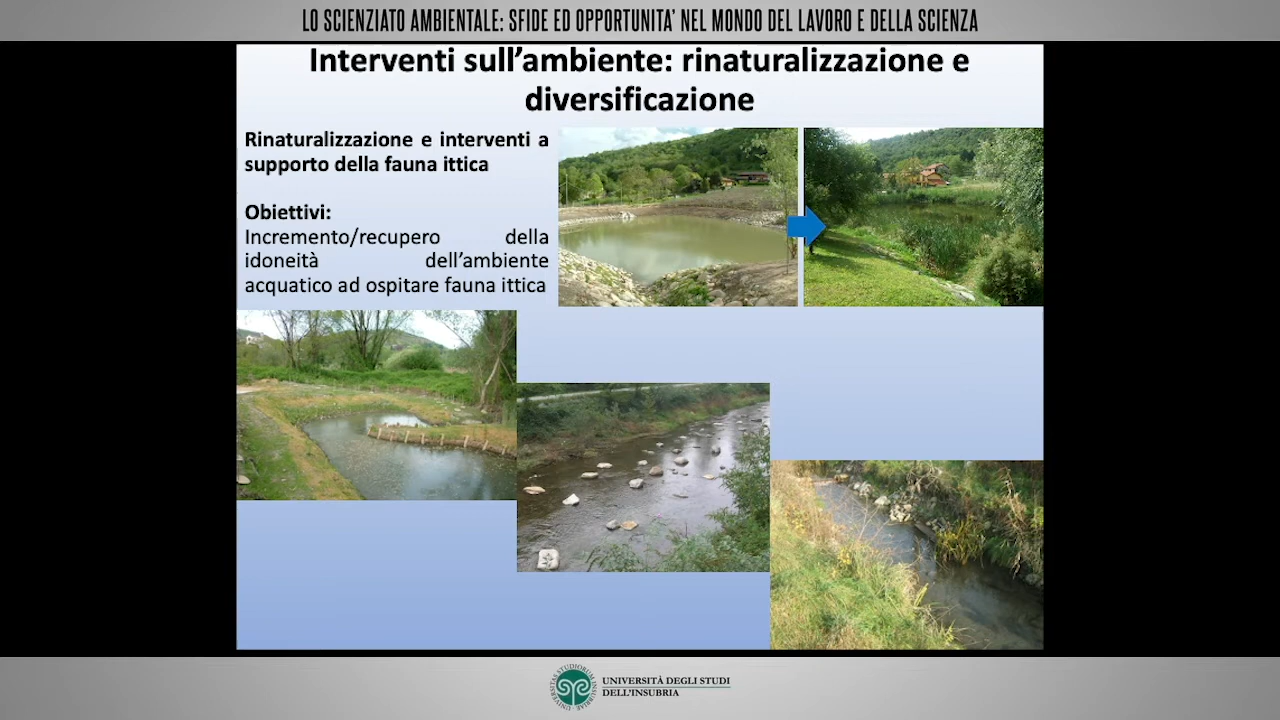 LO SCIENZIATO AMBIENTALE: SFIDE ED OPPORTUNITA' NEL MONDO DEL LAVORO E DELLA SCIENZA
Interventi sull'ambiente: rinaturalizzazione e
diversificazione
Rinaturalizzazione e interventi a
supporto della fauna ittica
Obiettivi:
Incremento/recupero della
idoneità dell'ambiente
acquatico ad ospitare fauna ittica
UNIVERSITÀ DEGLI STUDI
DELL'INSUBRIA